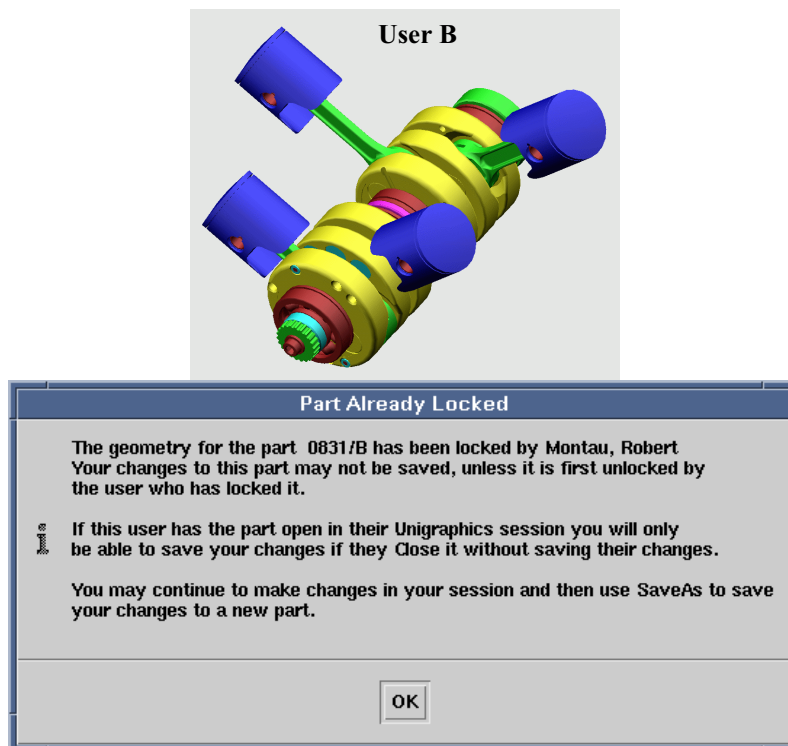 User B
Part Already Locked
The geometry for the part 0831/B has been locked by Montau, Robert
Your changes to this part may not be saved, unless it is first unlocked by
the user who has locked it.
If this user has the part open in their Unigraphics session you will only
be able to save your changes if they Close it without saving their changes.
You may continue to make changes in your session and then use SaveAs to save
your changes to a new part.
OK